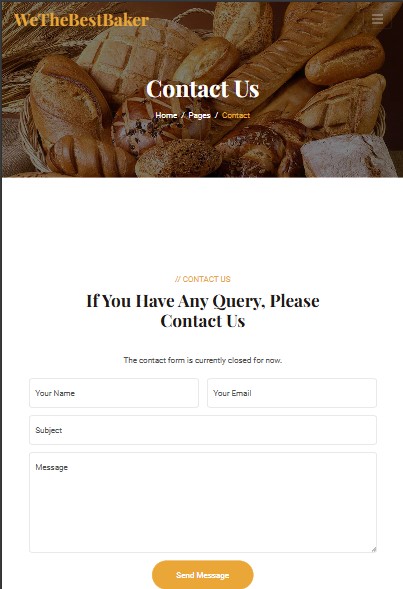 WeTheBestBaker
Contact Us
Home / Pages / Contact
// CONTACT US
If You Have Any Query, Please
Contact Us
The contact form is currently closed for now.
Your Name
Your Email
Subject
Message
Send Message